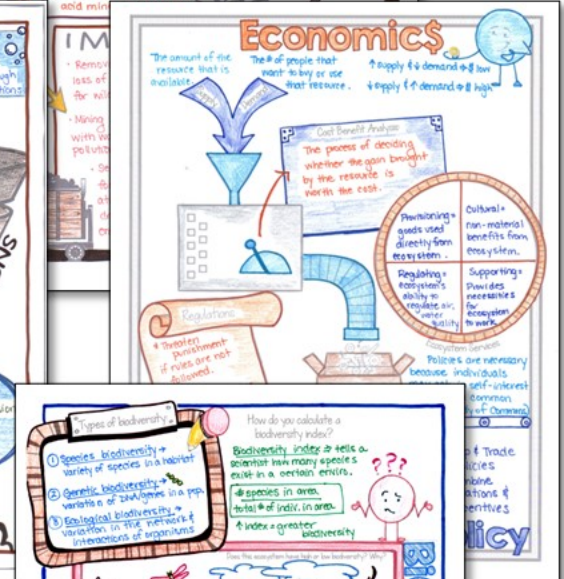 acid min
IM
• Remov
loss of
for wil
• Mining
with w
pollus
• Se
fo
at
d
er
Economic$
The amount of the
resource that is
available.
The # of people that
want to buy or use
that resource.
↑ supply & ↓ demand → $ low
↓ supply & ↑ demand → $ high
Supply
Demand
Cost Benefit Analysis
The process of deciding
whether the gain brought
by the resource is
worth the cost.
Provisioning =
goods used
directly from
ecosystem.
Cultural =
non-material
benefits from
ecosystem.
Regulating =
ecosystem's
ability to
regulate air,
water
quality
Supporting =
Provides
necessities
for
ecosystem
to work
Ecosystem Services
Regulations
* Threaten
punishment
if rules are not
followed.
Policies are necessary
because individuals
self-interest
common
y of Commons)
& Trade
licies
mbine
ations &
entives
licy
Types of biodiversity
① Species biodiversity →
variety of species in a habitat
② Genetic biodiversity →
variation of DNA/genes in a pop.
③ Ecological biodiversity →
variation in the network &
interactions of organisms
How do you calculate a
biodiversity index?
Biodiversity index ⇒ tells a
scientist how many species
exist in a certain enviro.
# species in area
total # of indiv. in area
↑ index = greater
biodiversity
???
Does this ecosystem have high or low biodiversity? Why?